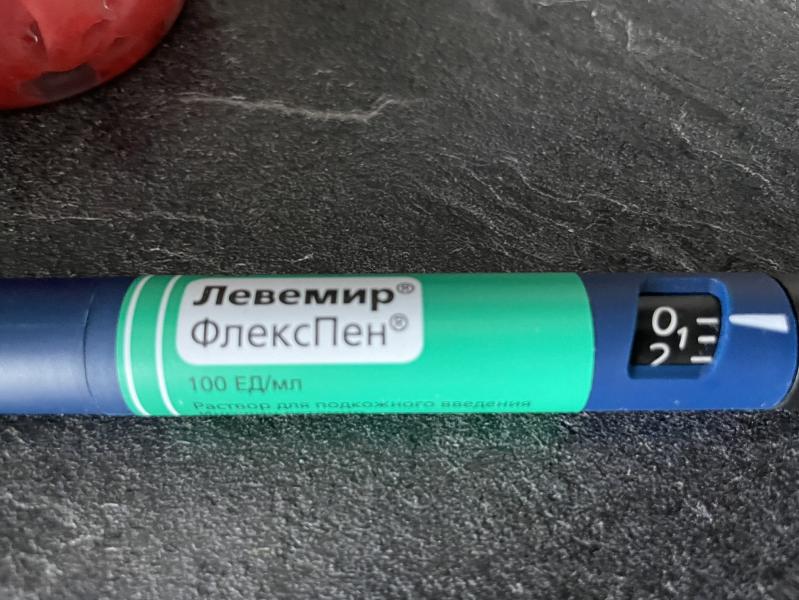 Левемир®
ФлексПен®
100 ЕД/мл
Раствор для подкожного введения
0
1
2